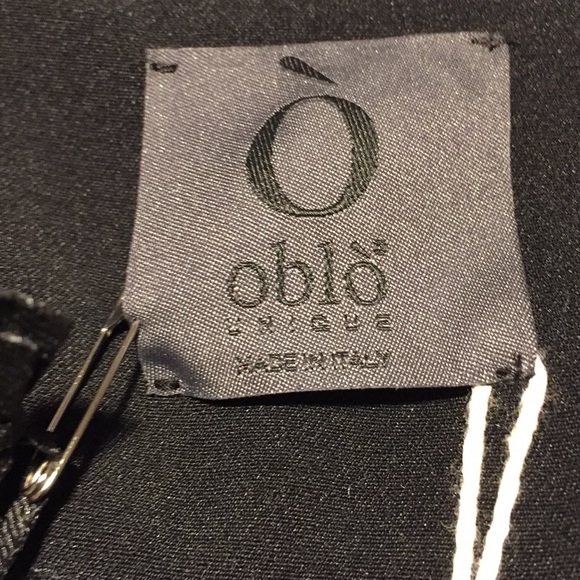 Ò
oblò
UNIQUE
MADE IN ITALY